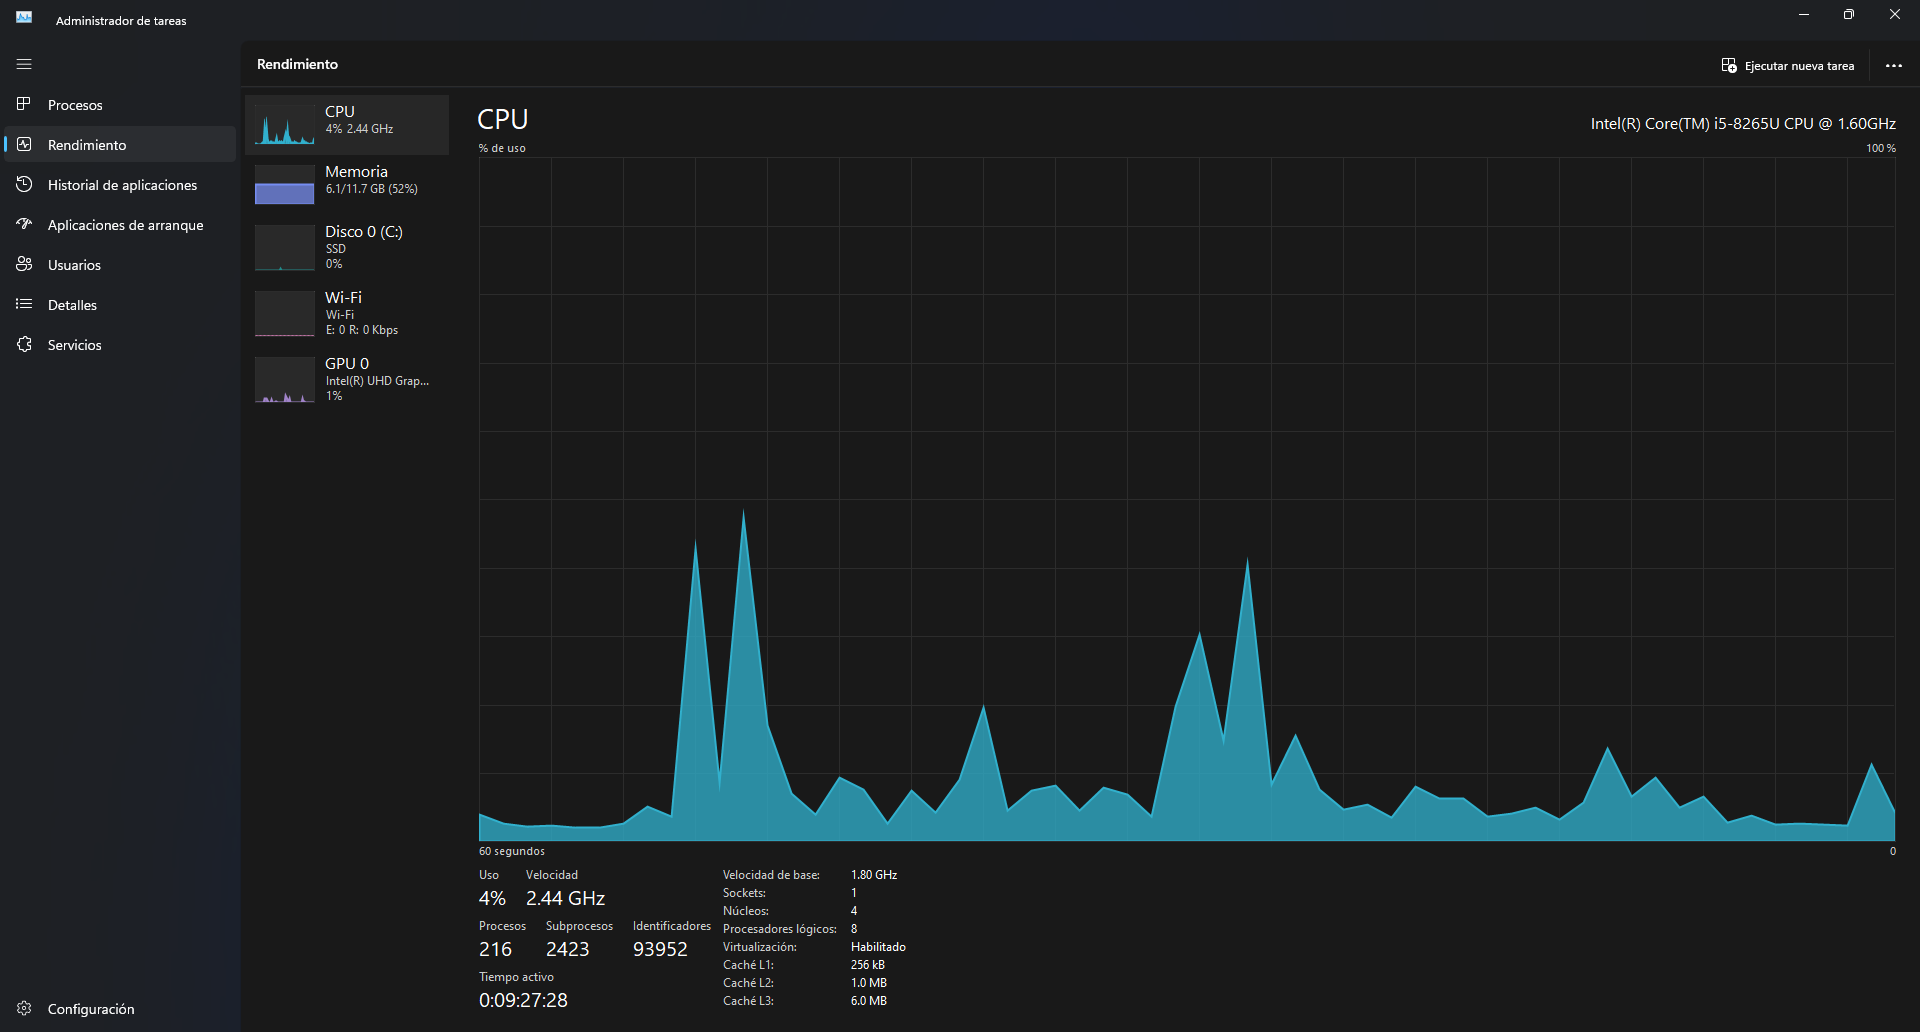 Administrador de tareas
Rendimiento
Ejecutar nueva tarea
Procesos
Rendimiento
Historial de aplicaciones
Aplicaciones de arranque
Usuarios
Detalles
Servicios
Configuración
CPU
4% 2.44 GHz
Memoria
6.1/11.7 GB (52%)
Disco 0 (C:)
SSD
0%
Wi-Fi
Wi-Fi
E: 0 R: 0 Kbps
GPU 0
Intel(R) UHD Grap...
1%
CPU
Intel(R) Core(TM) i5-8265U CPU @ 1.60GHz
% de uso
100 %
60 segundos
0
Uso
Velocidad
4%
2.44 GHz
Procesos
Subprocesos
Identificadores
216
2423
93952
Tiempo activo
0:09:27:28
Velocidad de base: 1.80 GHz
Sockets: 1
Núcleos: 4
Procesadores lógicos: 8
Virtualización: Habilitado
Caché L1: 256 kB
Caché L2: 1.0 MB
Caché L3: 6.0 MB